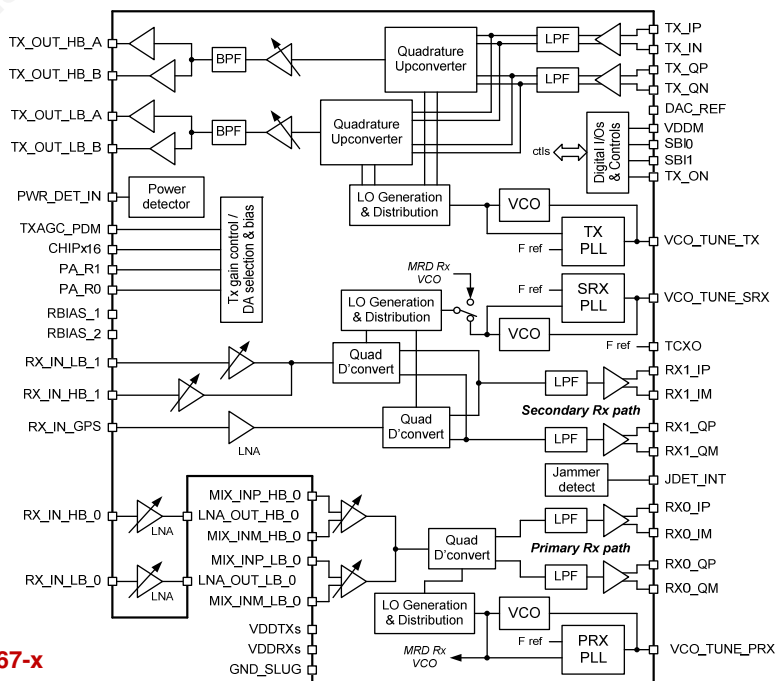 TX_OUT_HB_A
TX_OUT_HB_B
TX_OUT_LB_A
TX_OUT_LB_B
PWR_DET_IN
TXAGC_PDM
CHIPx16
PA_R1
PA_R0
RBIAS_1
RBIAS_2
RX_IN_LB_1
RX_IN_HB_1
RX_IN_GPS
RX_IN_HB_0
RX_IN_LB_0
BPF
BPF
Quadrature
Upconverter
Quadrature
Upconverter
LPF
LPF
TX_IP
TX_IN
TX_QP
TX_QN
DAC_REF
VDDM
SBI0
SBI1
TX_ON
ctls
Digital I/Os
& Controls
Power
detector
Tx gain control /
DA selection & bias
LO Generation
& Distribution
VCO
TX
PLL
F ref
VCO_TUNE_TX
MRD Rx
VCO
LO Generation
& Distribution
F ref
SRX
PLL
VCO
VCO_TUNE_SRX
F ref
TCXO
Quad
D'convert
Quad
D'convert
LNA
LPF
LPF
Secondary Rx path
RX1_IP
RX1_IM
RX1_QP
RX1_QM
Jammer
detect
JDET_INT
LNA
LNA
MIX_INP_HB_0
LNA_OUT_HB_0
MIX_INM_HB_0
MIX_INP_LB_0
LNA_OUT_LB_0
MIX_INM_LB_0
VDDTXs
VDDRXs
GND_SLUG
Quad
D'convert
LPF
LPF
Primary Rx path
RX0_IP
RX0_IM
RX0_QP
RX0_QM
LO Generation
& Distribution
VCO
F ref
PRX
PLL
MRD Rx
VCO
VCO_TUNE_PRX
67-x